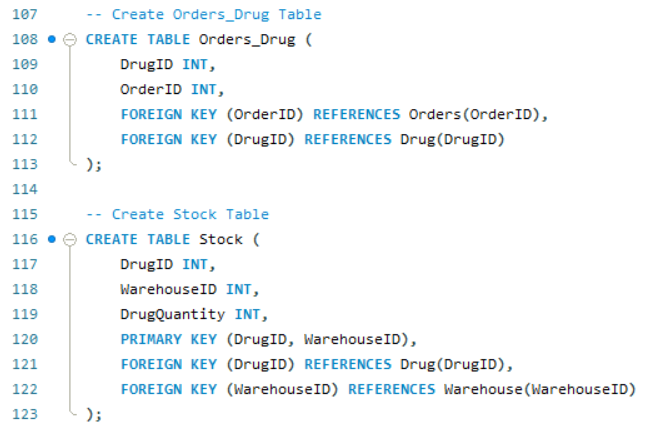 107 -- Create Orders_Drug Table
108 CREATE TABLE Orders_Drug (
109 DrugID INT,
110 OrderID INT,
111 FOREIGN KEY (OrderID) REFERENCES Orders(OrderID),
112 FOREIGN KEY (DrugID) REFERENCES Drug(DrugID)
113 );
114
115 -- Create Stock Table
116 CREATE TABLE Stock (
117 DrugID INT,
118 WarehouseID INT,
119 DrugQuantity INT,
120 PRIMARY KEY (DrugID, WarehouseID),
121 FOREIGN KEY (DrugID) REFERENCES Drug(DrugID),
122 FOREIGN KEY (WarehouseID) REFERENCES Warehouse(WarehouseID)
123 );